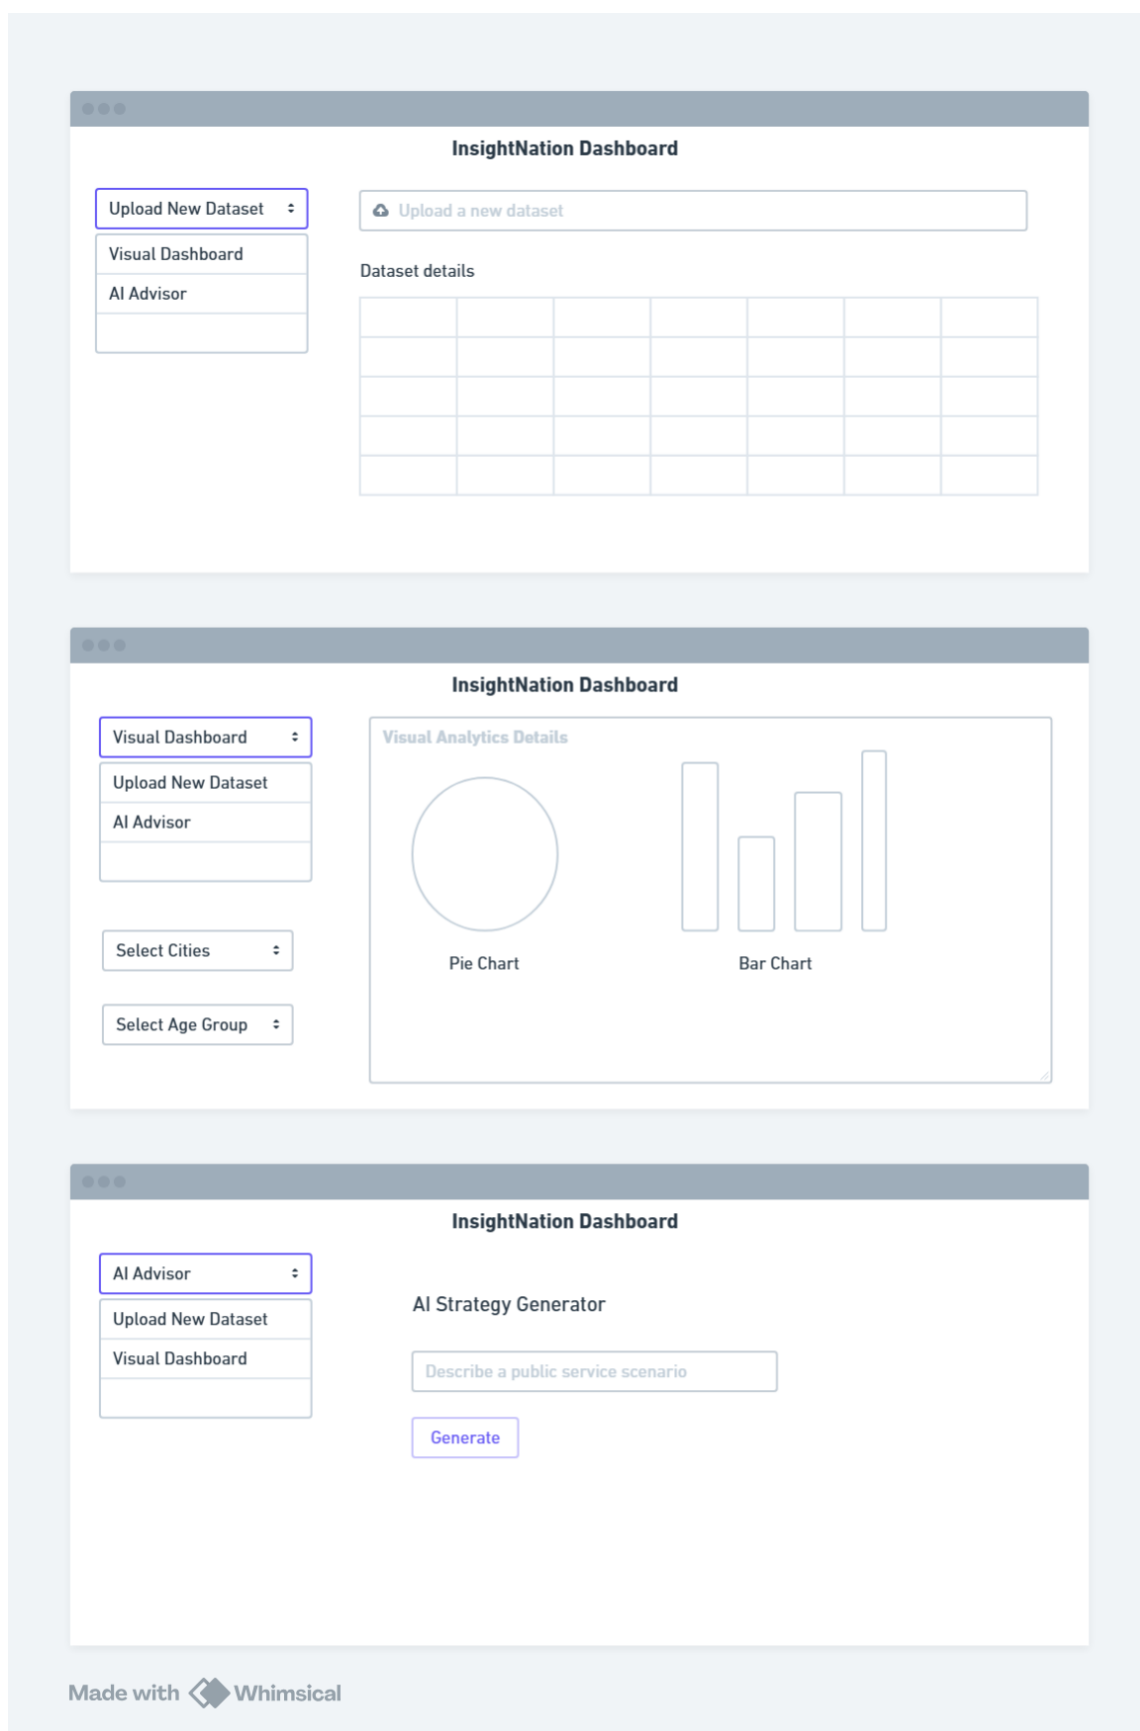 InsightNation Dashboard
Upload New Dataset
Visual Dashboard
AI Advisor
Upload a new dataset
Dataset details
InsightNation Dashboard
Visual Dashboard
Upload New Dataset
AI Advisor
Select Cities
Select Age Group
Visual Analytics Details
Pie Chart
Bar Chart
InsightNation Dashboard
AI Advisor
Upload New Dataset
Visual Dashboard
AI Strategy Generator
Describe a public service scenario
Generate
Made with Whimsical